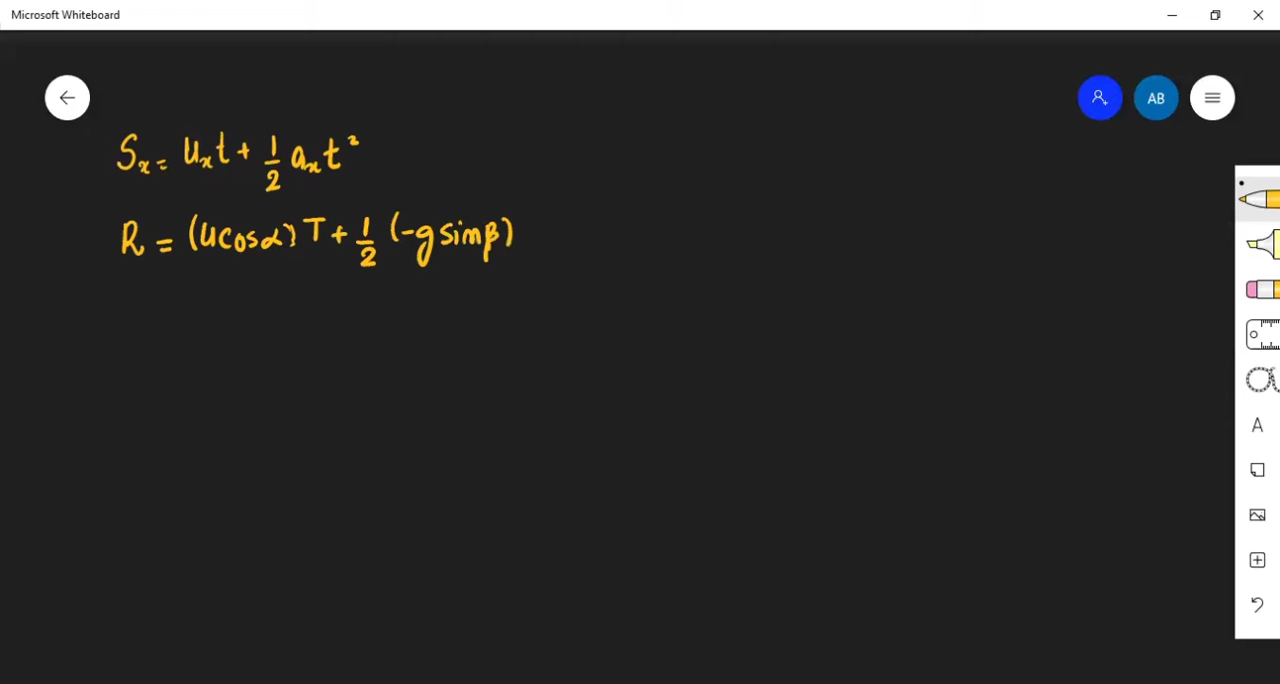 Microsoft Whiteboard
AB
Sx = uxt + 1/2 axt²
R = (ucosα) T + 1/2 (-g sinβ)
A